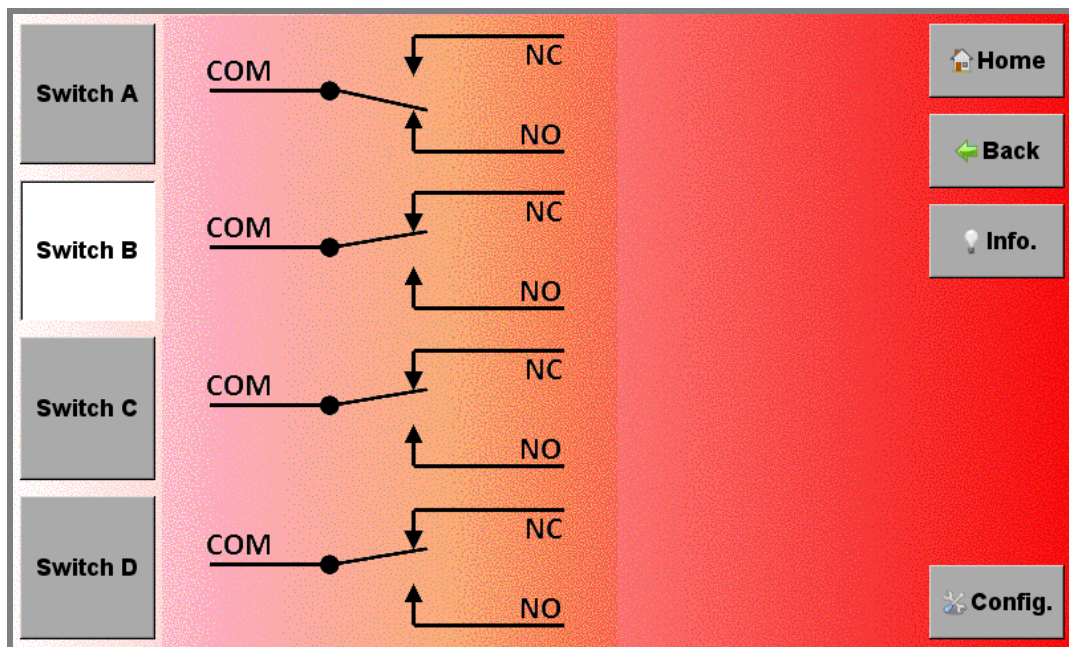 Switch A
COM
NC
NO
Home
Back
Switch B
COM
NC
NO
Info.
Switch C
COM
NC
NO
Switch D
COM
NC
NO
Config.